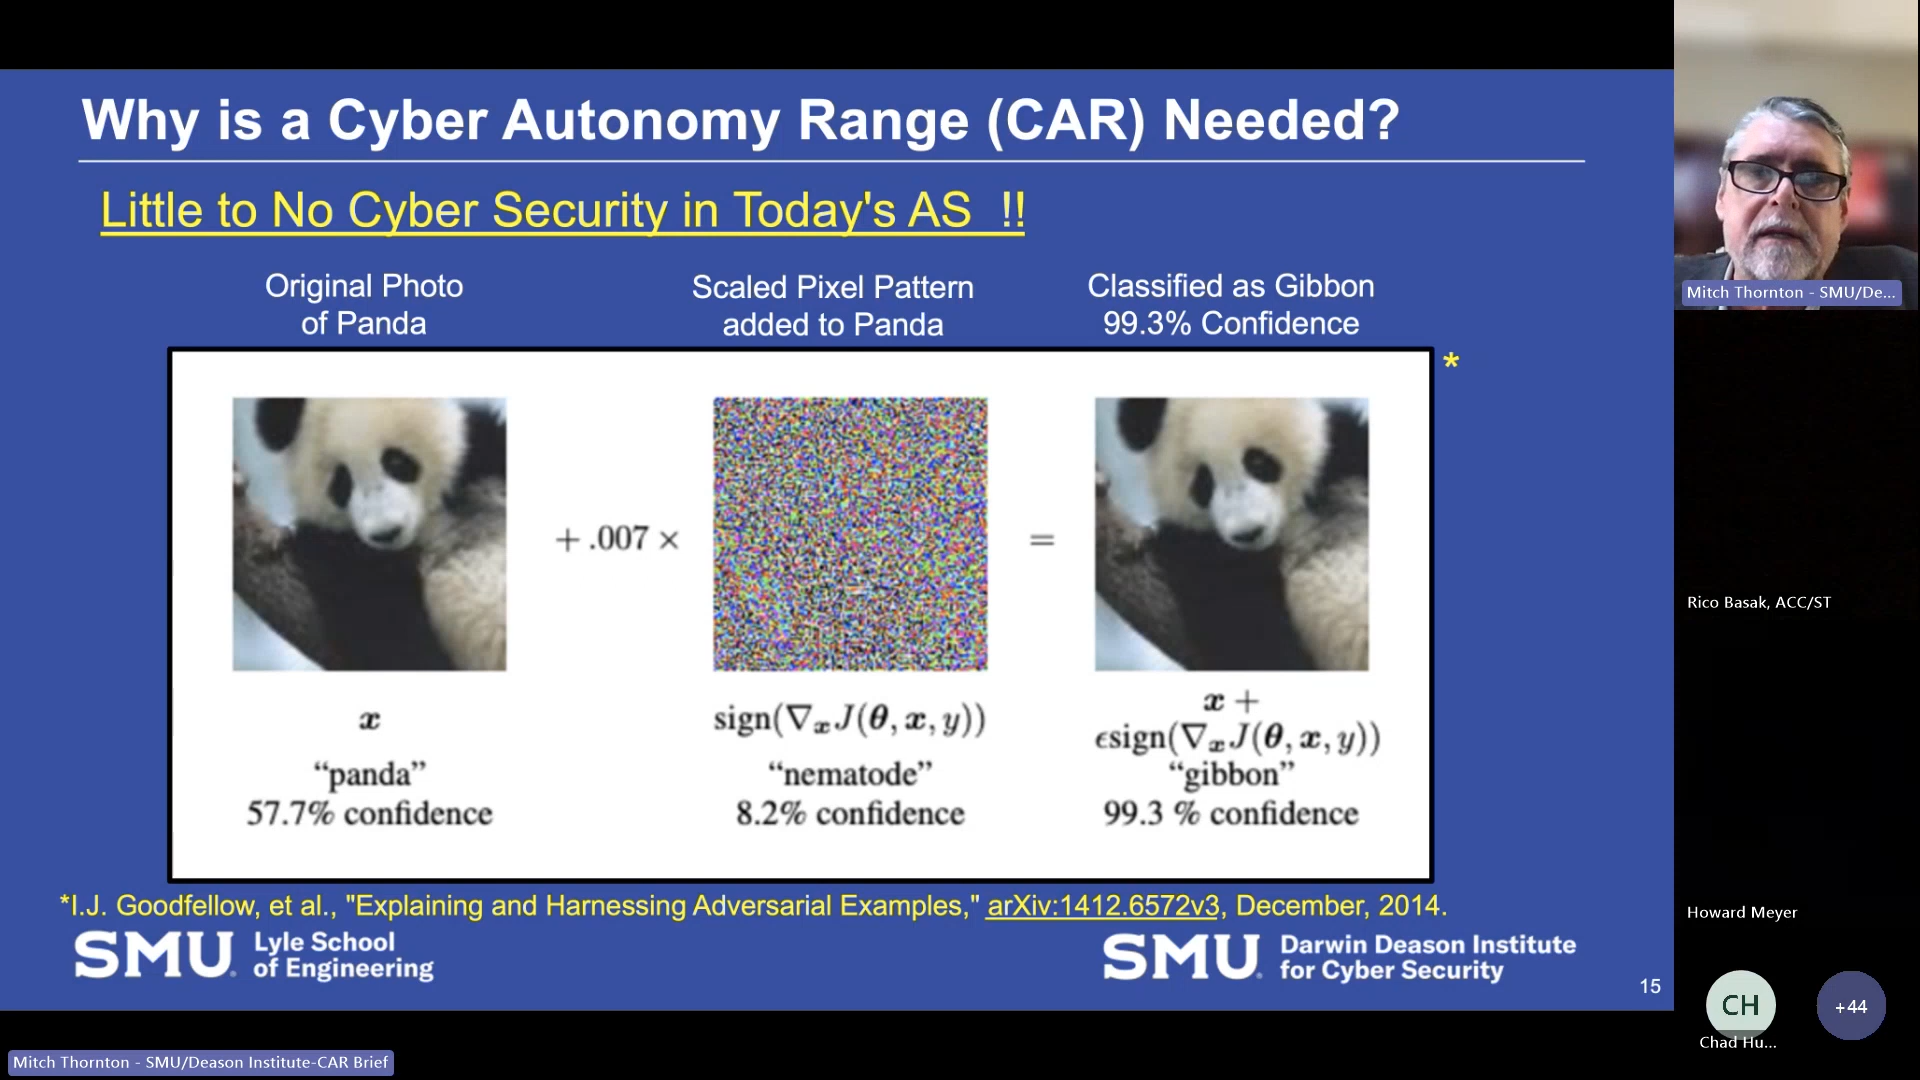 Why is a Cyber Autonomy Range (CAR) Needed?
Little to No Cyber Security in Today's AS !!
Original Photo
of Panda
Scaled Pixel Pattern
added to Panda
Classified as Gibbon
99.3% Confidence
*
+ .007 ×
=
x
"panda"
57.7% confidence
sign(∇ₓJ(θ, x, y))
"nematode"
8.2% confidence
x +
ϵsign(∇ₓJ(θ, x, y))
"gibbon"
99.3 % confidence
*I.J. Goodfellow, et al., "Explaining and Harnessing Adversarial Examples," arXiv:1412.6572v3, December, 2014.
SMU® Lyle School
of Engineering
SMU® Darwin Deason Institute
for Cyber Security
15
Mitch Thornton - SMU/De...
Rico Basak, ACC/ST
Howard Meyer
CH
Chad Hu...
+44
Mitch Thornton - SMU/Deason Institute-CAR Brief